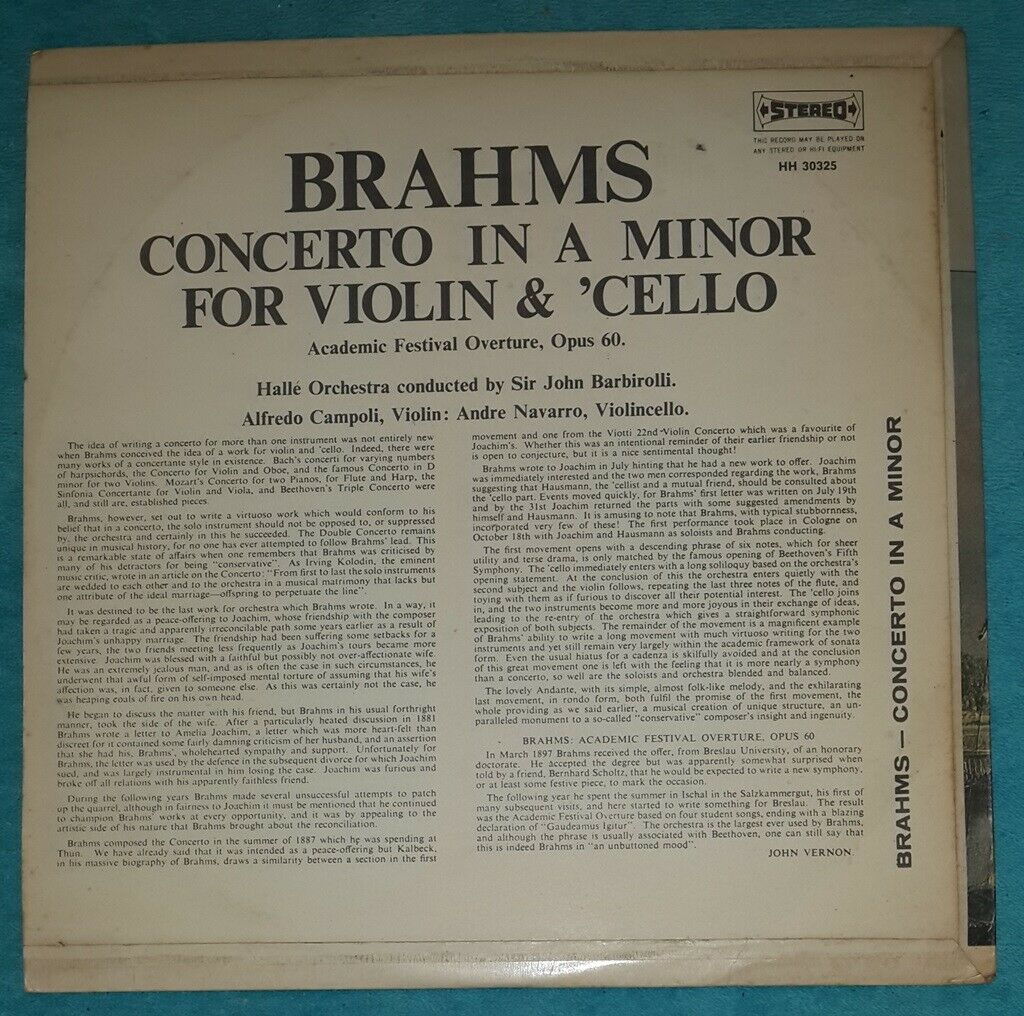 STEREO
THIS RECORD MAY BE PLAYED ON
ANY STEREO OR HI-FI EQUIPMENT
HH 30325
BRAHMS
CONCERTO IN A MINOR
FOR VIOLIN & 'CELLO
Academic Festival Overture, Opus 60.
Hallé Orchestra conducted by Sir John Barbirolli.
Alfredo Campoli, Violin: Andre Navarro, Violincello.
The idea of writing a concerto for more than one instrument was not entirely new
when Brahms conceived the idea of a work for violin and 'cello. Indeed, there were
many works of a concertante style in existence. Bach's concerti for varying numbers
of harpsichords, the Concerto for Violin and Oboe, and the famous Concerto in D
minor for two Violins. Mozart's Concerto for two Pianos, for Flute and Harp, the
Sinfonia Concertante for Violin and Viola, and Beethoven's Triple Concerto were
all, and still are, established pieces.
Brahms, however, set out to write a virtuoso work which would conform to his
belief that in a concerto, the solo instrument should not be opposed to, or suppressed
by, the orchestra and certainly in this he succeeded. The Double Concerto remains
unique in musical history, for no one has ever attempted to follow Brahms' lead. This
is a remarkable state of affairs when one remembers that Brahms was criticised by
many of his detractors for being "conservative". As Irving Kolodin, the eminent
music critic, wrote in an article on the Concerto: "From first to last the solo instruments
are wedded to each other and to the orchestra in a musical matrimony that lacks but
one attribute of the ideal marriage—offspring to perpetuate the line".
It was destined to be the last work for orchestra which Brahms wrote. In a way, it
may be regarded as a peace-offering to Joachim, whose friendship with the composer
had taken a tragic and apparently irreconcilable path some years earlier as a result of
Joachim's unhappy marriage. The friendship had been suffering some setbacks for a
few years, the two friends meeting less frequently as Joachim's tours became more
extensive. Joachim was blessed with a faithful but possibly not over-affectionate wife.
He was an extremely jealous man, and as is often the case in such circumstances, he
underwent that awful form of self-imposed mental torture of assuming that his wife's
affection was, in fact, given to someone else. As this was certainly not the case, he
was heaping coals of fire on his own head.
He began to discuss the matter with his friend, but Brahms in his usual forthright
manner, took the side of the wife. After a particularly heated discussion in 1881
Brahms wrote a letter to Amelia Joachim, a letter which was more heart-felt than
discreet for it contained some fairly damning criticism of her husband, and an assertion
that she had his, Brahms', wholehearted sympathy and support. Unfortunately for
Brahms, the letter was used by the defence in the subsequent divorce for which Joachim
sued, and was largely instrumental in him losing the case. Joachim was furious and
broke off all relations with his apparently faithless friend.
During the following years Brahms made several unsuccessful attempts to patch
up the quarrel, although in fairness to Joachim it must be mentioned that he continued
to champion Brahms' works at every opportunity, and it was by appealing to the
artistic side of his nature that Brahms brought about the reconciliation.
Brahms composed the Concerto in the summer of 1887 which he was spending at
Thun. We have already said that it was intended as a peace-offering but Kalbeck,
in his massive biography of Brahms, draws a similarity between a section in the first
movement and one from the Viotti 22nd Violin Concerto which was a favourite of
Joachim's. Whether this was an intentional reminder of their earlier friendship or not
is open to conjecture, but it is a nice sentimental thought!
Brahms wrote to Joachim in July hinting that he had a new work to offer. Joachim
was immediately interested and the two men corresponded regarding the work, Brahms
suggesting that Hausmann, the 'cellist and a mutual friend, should be consulted about
the 'cello part. Events moved quickly, for Brahms' first letter was written on July 19th
and by the 31st Joachim returned the parts with some suggested amendments by
himself and Hausmann. It is amusing to note that Brahms, with typical stubbornness,
incorporated very few of these! The first performance took place in Cologne on
October 18th with Joachim and Hausmann as soloists and Brahms conducting.
The first movement opens with a descending phrase of six notes, which for sheer
utility and terse drama, is only matched by the famous opening of Beethoven's Fifth
Symphony. The 'cello immediately enters with a long soliloquy based on the orchestra's
opening statement. At the conclusion of this the orchestra enters quietly with the
second subject and the violin follows, repeating the last three notes of the flute, and
toying with them as if furious to discover all their potential interest. The 'cello joins
in, and the two instruments become more and more joyous in their exchange of ideas,
leading to the re-entry of the orchestra which gives a straightforward symphonic
exposition of both subjects. The remainder of the movement is a magnificent example
of Brahms' ability to write a long movement with much virtuoso writing for the two
instruments and yet still remain very largely within the academic framework of sonata
form. Even the usual hiatus for a cadenza is skilfully avoided and at the conclusion
of this great movement one is left with the feeling that it is more nearly a symphony
than a concerto, so well are the soloists and orchestra blended and balanced.
The lovely Andante, with its simple, almost folk-like melody, and the exhilarating
last movement, in rondo form, both fulfil the promise of the first movement, the
whole providing as we said earlier, a musical creation of unique structure, an un-
paralleled monument to a so-called "conservative" composer's insight and ingenuity.
BRAHMS: ACADEMIC FESTIVAL OVERTURE, OPUS 60
In March 1897 Brahms received the offer, from Breslau University, of an honorary
doctorate. He accepted the degree but was apparently somewhat surprised when
told by a friend, Bernhard Scholtz, that he would be expected to write a new symphony,
or at least some festive piece, to mark the occasion.
The following year he spent the summer in Ischal in the Salzkammergut, his first of
many subsequent visits, and here started to write something for Breslau. The result
was the Academic Festival Overture based on four student songs, ending with a blazing
declaration of "Gaudeamus Igitur". The orchestra is the largest ever used by Brahms,
and although the phrase is usually associated with Beethoven, one can still say that
this is indeed Brahms in "an unbuttoned mood".
JOHN VERNON
BRAHMS — CONCERTO IN A MINOR